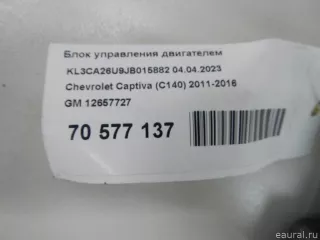 Блок управления двигателем
KL3CA26U9JB015882 04.04.2023
Chevrolet Captiva (C140) 2011-2016
GM 12657727
70 577 137
eaural.ru